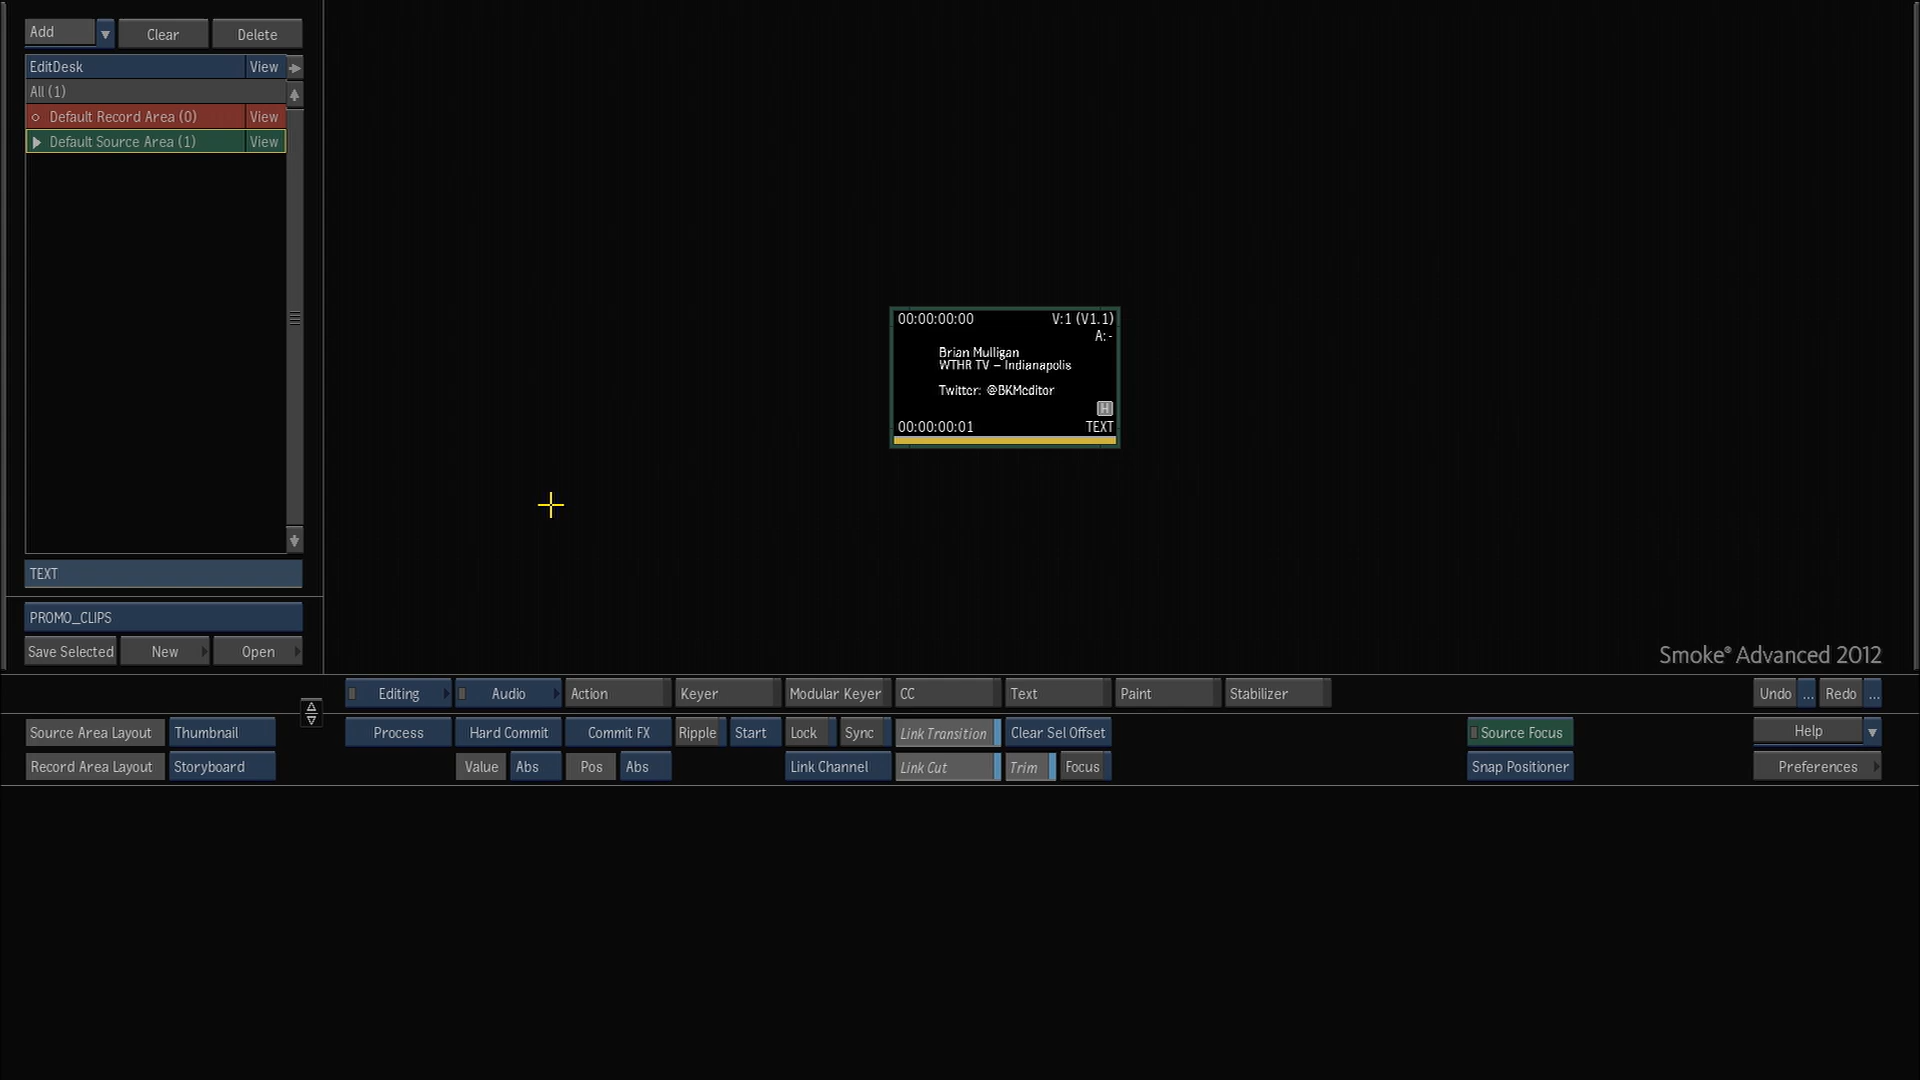 Add Clear Delete
EditDesk View
All (1)
Default Record Area (0) View
Default Source Area (1) View
00:00:00:00 V:1 (V1.1)
A:-
Brian Mulligan
WTHR TV – Indianapolis
Twitter: @BKMeditor
H
00:00:00:01 TEXT
TEXT
PROMO_CLIPS
Save Selected New Open
Smoke® Advanced 2012
Editing Audio Action Keyer Modular Keyer CC Text Paint Stabilizer Undo ... Redo ...
Source Area Layout Thumbnail Process Hard Commit Commit FX Ripple Start Lock Sync Link Transition Clear Sel Offset Source Focus Help
Record Area Layout Storyboard Value Abs Pos Abs Link Channel Link Cut Trim Focus Snap Positioner Preferences